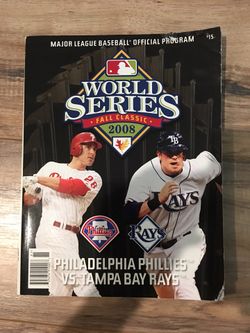 MAJOR LEAGUE BASEBALL OFFICIAL PROGRAM
$15
WORLD
SERIES
FALL CLASSIC
2008
RAYS
Phillies
RAYS
PHILADELPHIA PHILLIES
VS. TAMPA BAY RAYS